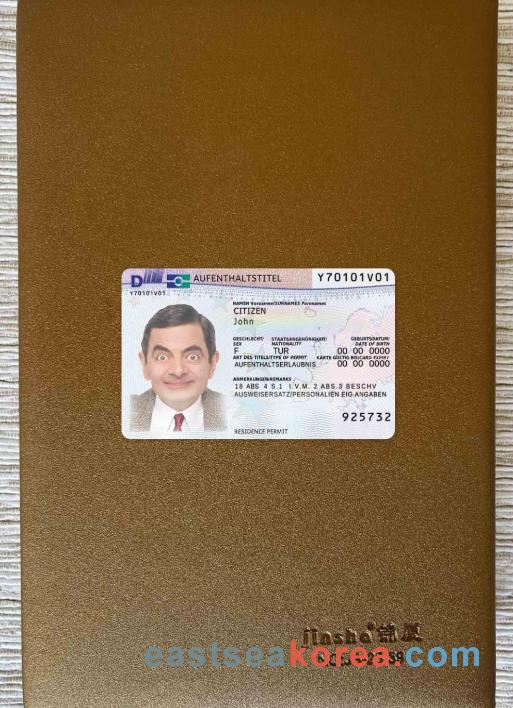 D
AUFENTHALTSTITEL
Y70101V01
Y70101V01
NAMEN Vornamen/SURNAMES Forenames
CITIZEN
John
GESCHLECHT/ STAATSANGEHÖRIGKEIT/ GEBURTSDATUM/
SEX NATIONALITY DATE OF BIRTH
F TUR 00 00 0000
ART DES TITELS/TYPE OF PERMIT KARTE GÜLTIG BIS/CARD EXPIRY
AUFENTHALTSERLAUBNIS 00 00 0000
ANMERKUNGEN/REMARKS
18 ABS 4 S.1 I.V.M. 2 ABS.3 BESCHV
AUSWEISERSATZ/PERSONALIEN EIG ANGABEN
925732
RESIDENCE PERMIT
jinsha
eastseakorea.com